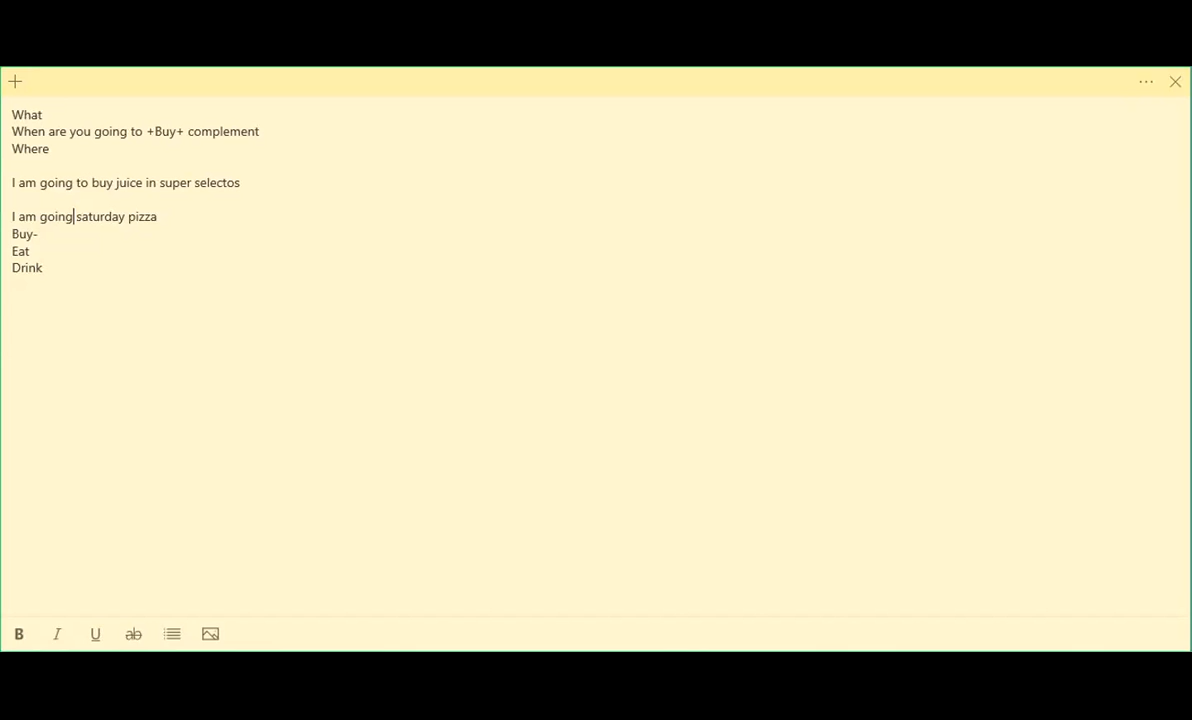 What
When are you going to +Buy+ complement
Where
I am going to buy juice in super selectos
I am going saturday pizza
Buy-
Eat
Drink
B I U ab